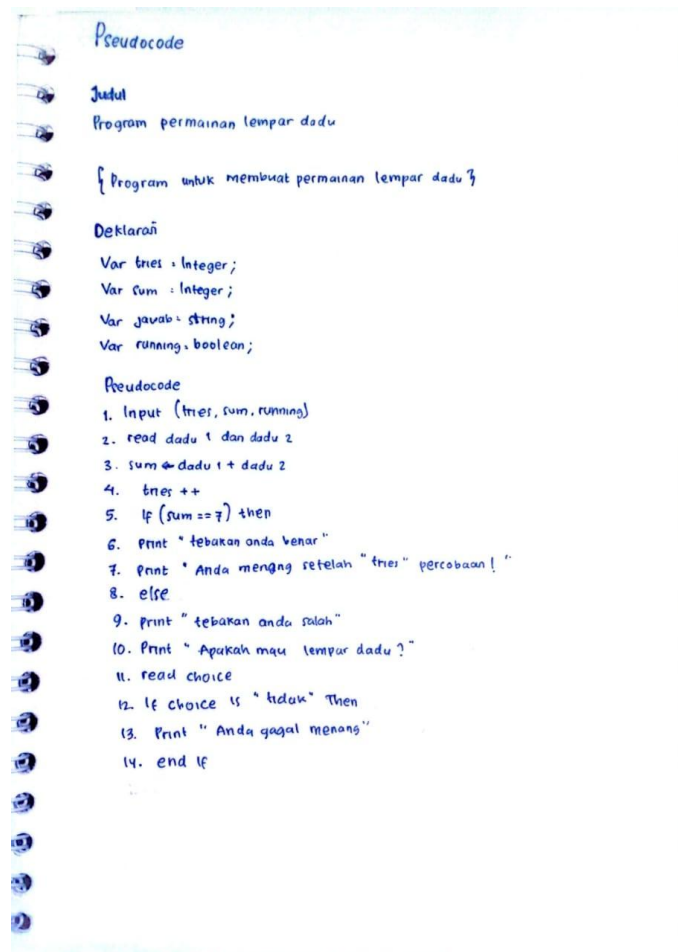 Pseudocode
Judul
Program permainan lempar dadu
{ Program untuk membuat permainan lempar dadu }
Deklarasi
Var tries : Integer ;
Var sum : Integer ;
Var jawab : string ;
Var running : boolean ;
Pseudocode
1. Input (tries, sum, running)
2. read dadu 1 dan dadu 2
3. sum ← dadu 1 + dadu 2
4. tries ++
5. If (sum == 7) then
6. Print " tebakan anda benar "
7. Print " Anda menang setelah " tries " percobaan ! "
8. else
9. print " tebakan anda salah "
10. Print " Apakah mau lempar dadu ? "
11. read choice
12. If choice is " tidak " Then
13. Print " Anda gagal menang "
14. end If